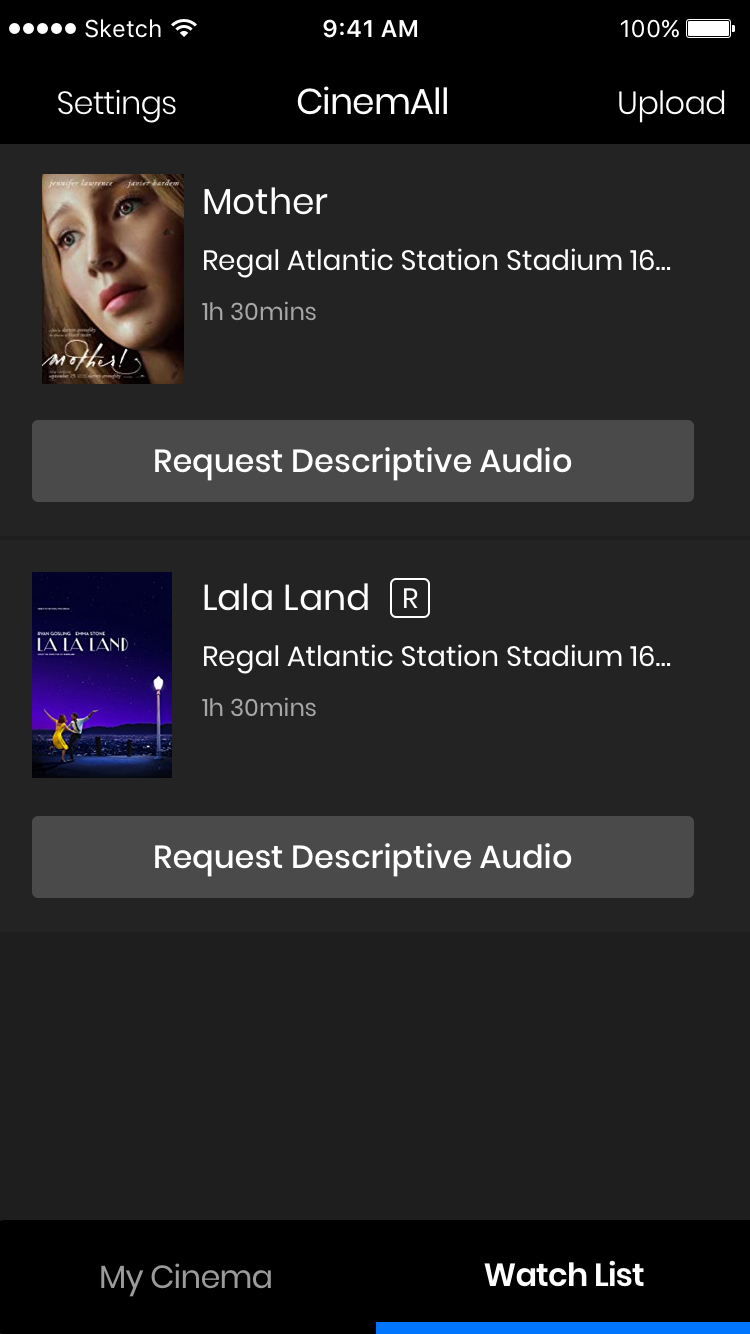 Sketch 9:41 AM 100%
Settings CinemAll Upload
jennifer lawrence javier bardem
Mother
Regal Atlantic Station Stadium 16...
1h 30mins
mother!
Request Descriptive Audio
Lala Land R
RYAN GOSLING EMMA STONE
LA LA LAND
Regal Atlantic Station Stadium 16...
1h 30mins
Request Descriptive Audio
My Cinema Watch List